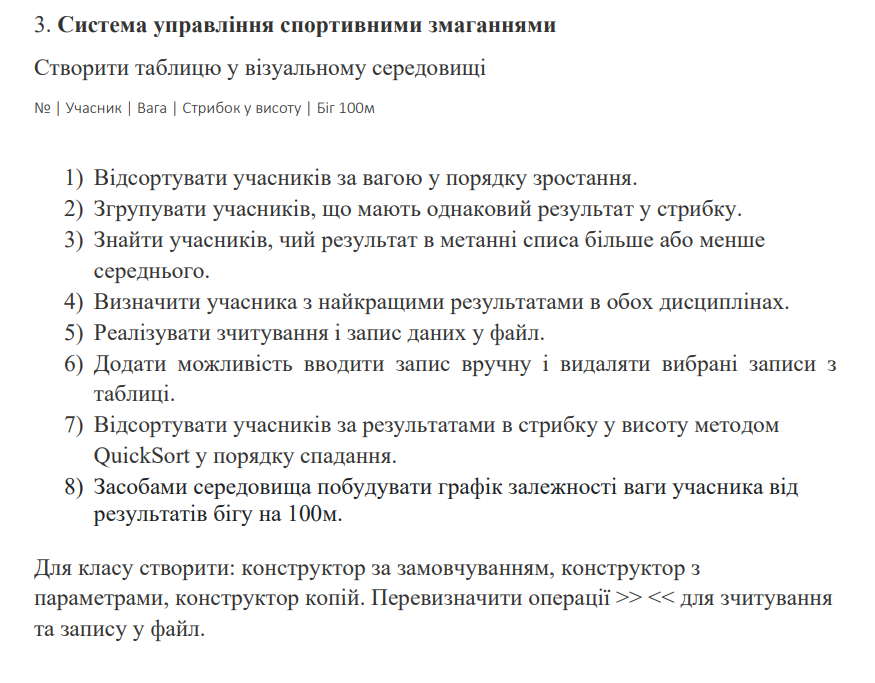 3. Система управління спортивними змаганнями
Створити таблицю у візуальному середовищі
№ | Учасник | Вага | Стрибок у висоту | Біг 100м
1) Відсортувати учасників за вагою у порядку зростання.
2) Згрупувати учасників, що мають однаковий результат у стрибку.
3) Знайти учасників, чий результат в метанні списа більше або менше
середнього.
4) Визначити учасника з найкращими результатами в обох дисциплінах.
5) Реалізувати зчитування і запис даних у файл.
6) Додати можливість вводити запис вручну і видаляти вибрані записи з
таблиці.
7) Відсортувати учасників за результатами в стрибку у висоту методом
QuickSort у порядку спадання.
8) Засобами середовища побудувати графік залежності ваги учасника від
результатів бігу на 100м.
Для класу створити: конструктор за замовчуванням, конструктор з
параметрами, конструктор копій. Перевизначити операції >> << для зчитування
та запису у файл.